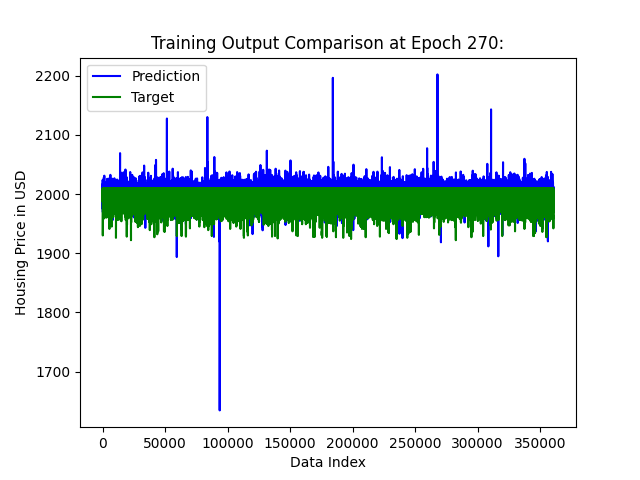 Training Output Comparison at Epoch 270:
Prediction
Target
Housing Price in USD
2200
2100
2000
1900
1800
1700
0 50000 100000 150000 200000 250000 300000 350000
Data Index